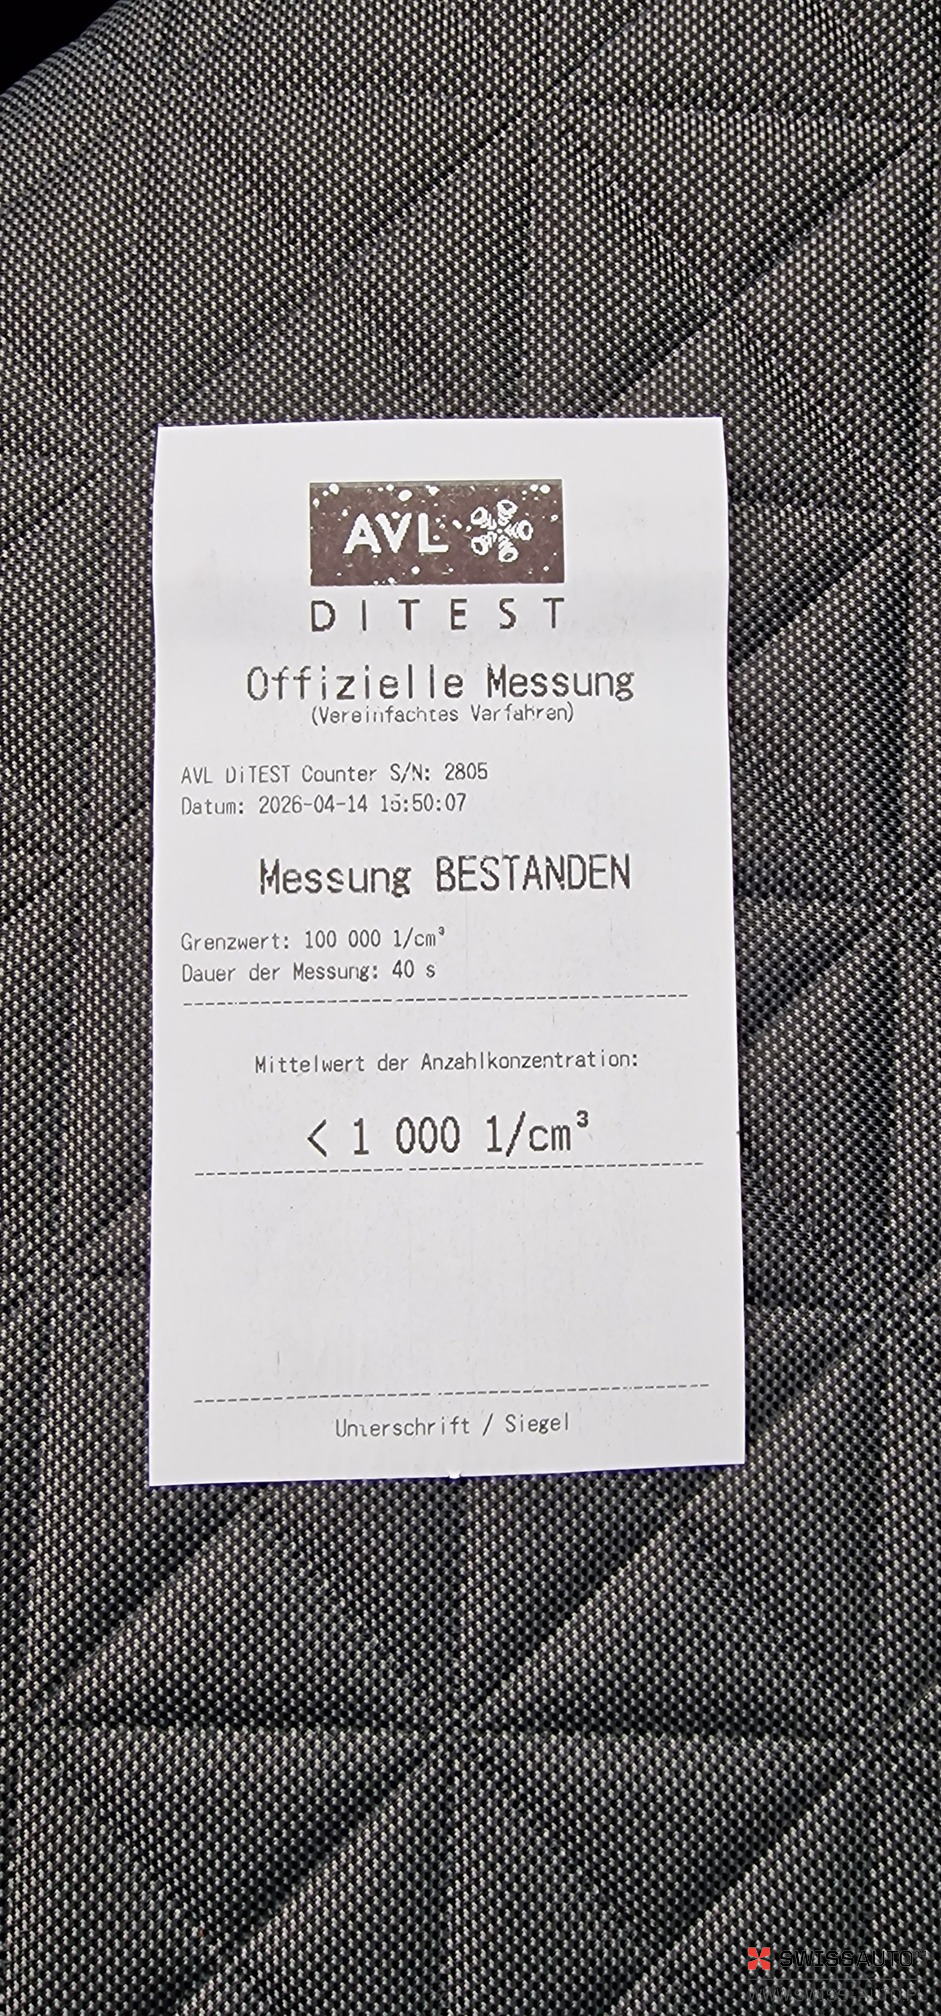 AVL
DITEST
Offizielle Messung
(Vereinfachtes Verfahren)
AVL DiTEST Counter S/N: 2805
Datum: 2026-04-14 15:50:07
Messung BESTANDEN
Grenzwert: 100 000 1/cm³
Dauer der Messung: 40 s
Mittelwert der Anzahlkonzentration:
< 1 000 1/cm³
Unterschrift / Siegel
SWISSAUTO